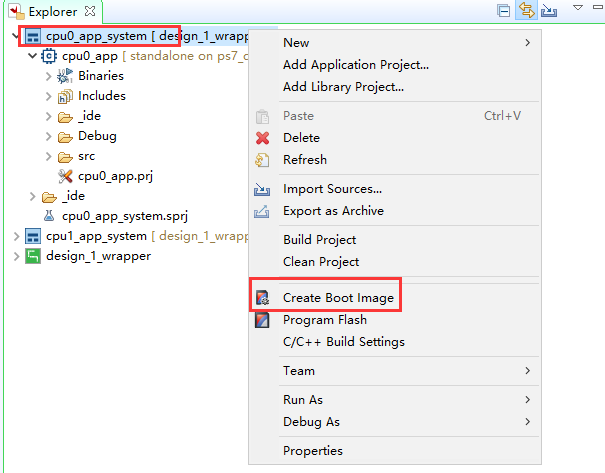 Explorer
cpu0_app_system [ design_1_wrapp
cpu0_app [ standalone on ps7_c
Binaries
Includes
_ide
Debug
src
cpu0_app.prj
_ide
cpu0_app_system.sprj
cpu1_app_system [ design_1_wrapp
design_1_wrapper
New
Add Application Project...
Add Library Project...
Paste Ctrl+V
Delete
Refresh
Import Sources...
Export as Archive
Build Project
Clean Project
Create Boot Image
Program Flash
C/C++ Build Settings
Team
Run As
Debug As
Properties